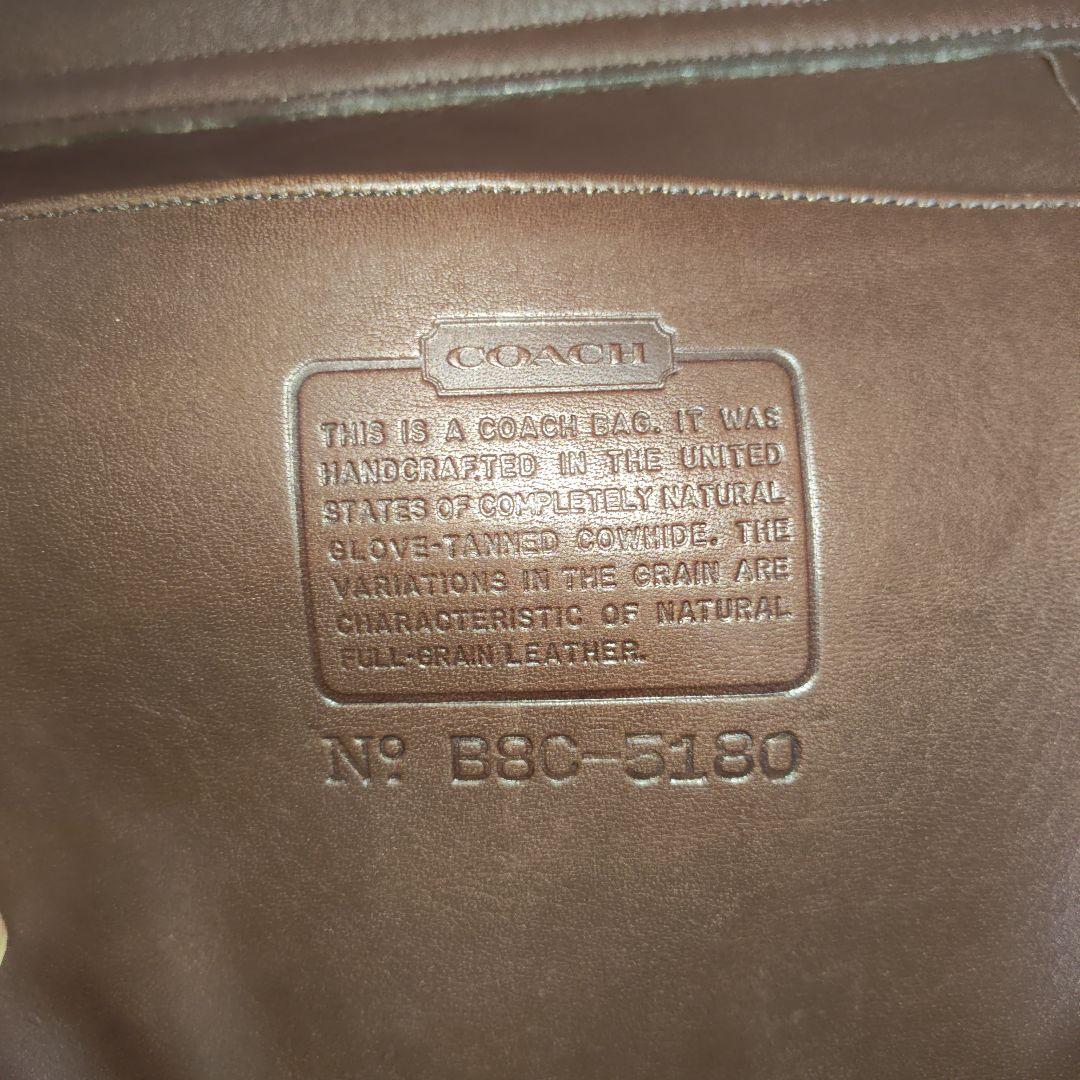 COACH
THIS IS A COACH BAG. IT WAS
HANDCRAFTED IN THE UNITED
STATES OF COMPLETELY NATURAL
GLOVE-TANNED COWHIDE. THE
VARIATIONS IN THE GRAIN ARE
CHARACTERISTIC OF NATURAL
FULL-GRAIN LEATHER.
Nº B8C-5180